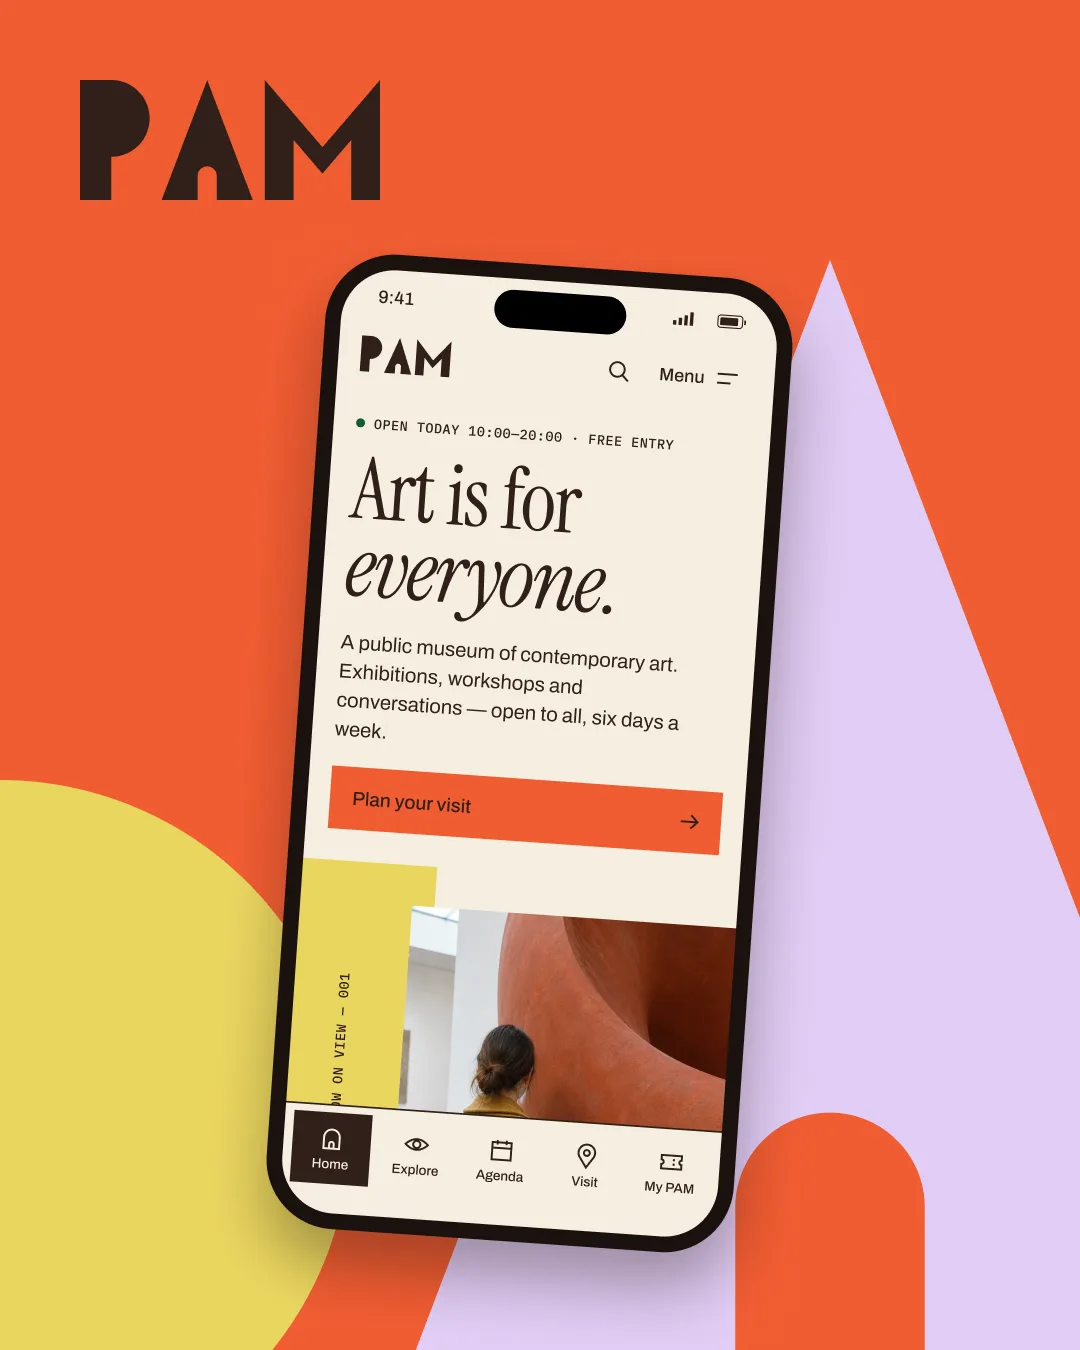 PAM
9:41
PAM
Menu
OPEN TODAY 10:00—20:00 · FREE ENTRY
Art is for
everyone.
A public museum of contemporary art.
Exhibitions, workshops and
conversations — open to all, six days a
week.
Plan your visit
ON VIEW — 001
Home
Explore
Agenda
Visit
My PAM